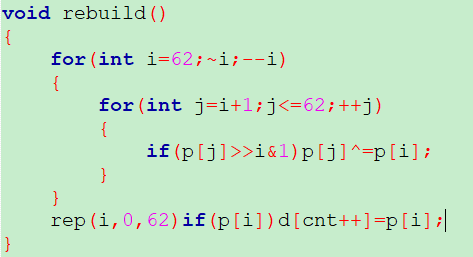 void rebuild()
{
    for(int i=62;~i;--i)
    {
        for(int j=i+1;j<=62;++j)
        {
            if(p[j]>>i&1)p[j]^=p[i];
        }
    }
    rep(i,0,62)if(p[i])d[cnt++]=p[i];
}